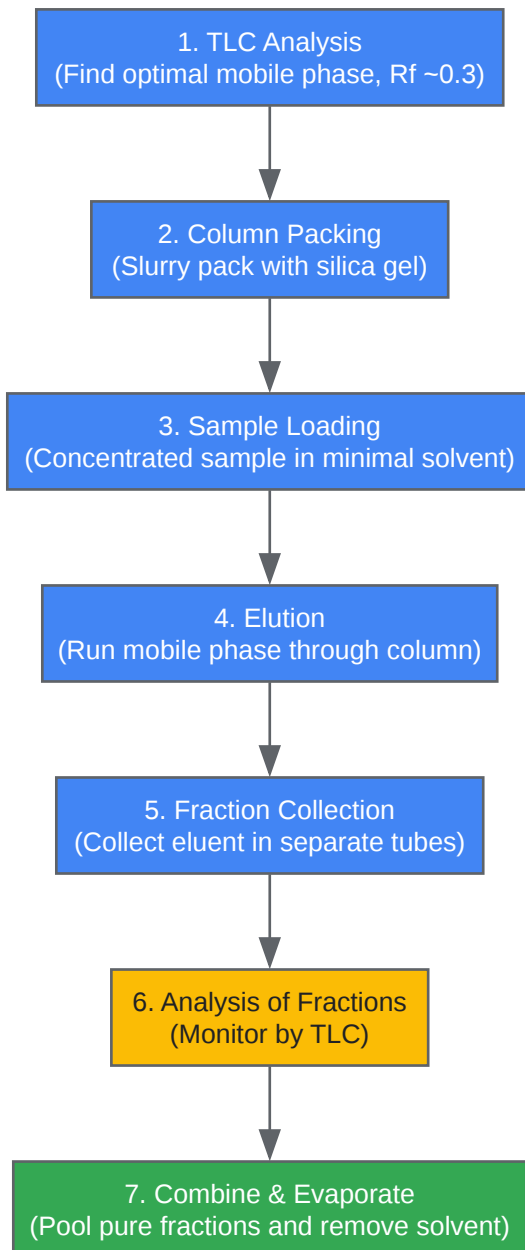 1. TLC Analysis
(Find optimal mobile phase, Rf ~0.3)
2. Column Packing
(Slurry pack with silica gel)
3. Sample Loading
(Concentrated sample in minimal solvent)
4. Elution
(Run mobile phase through column)
5. Fraction Collection
(Collect eluent in separate tubes)
6. Analysis of Fractions
(Monitor by TLC)
7. Combine & Evaporate
(Pool pure fractions and remove solvent)